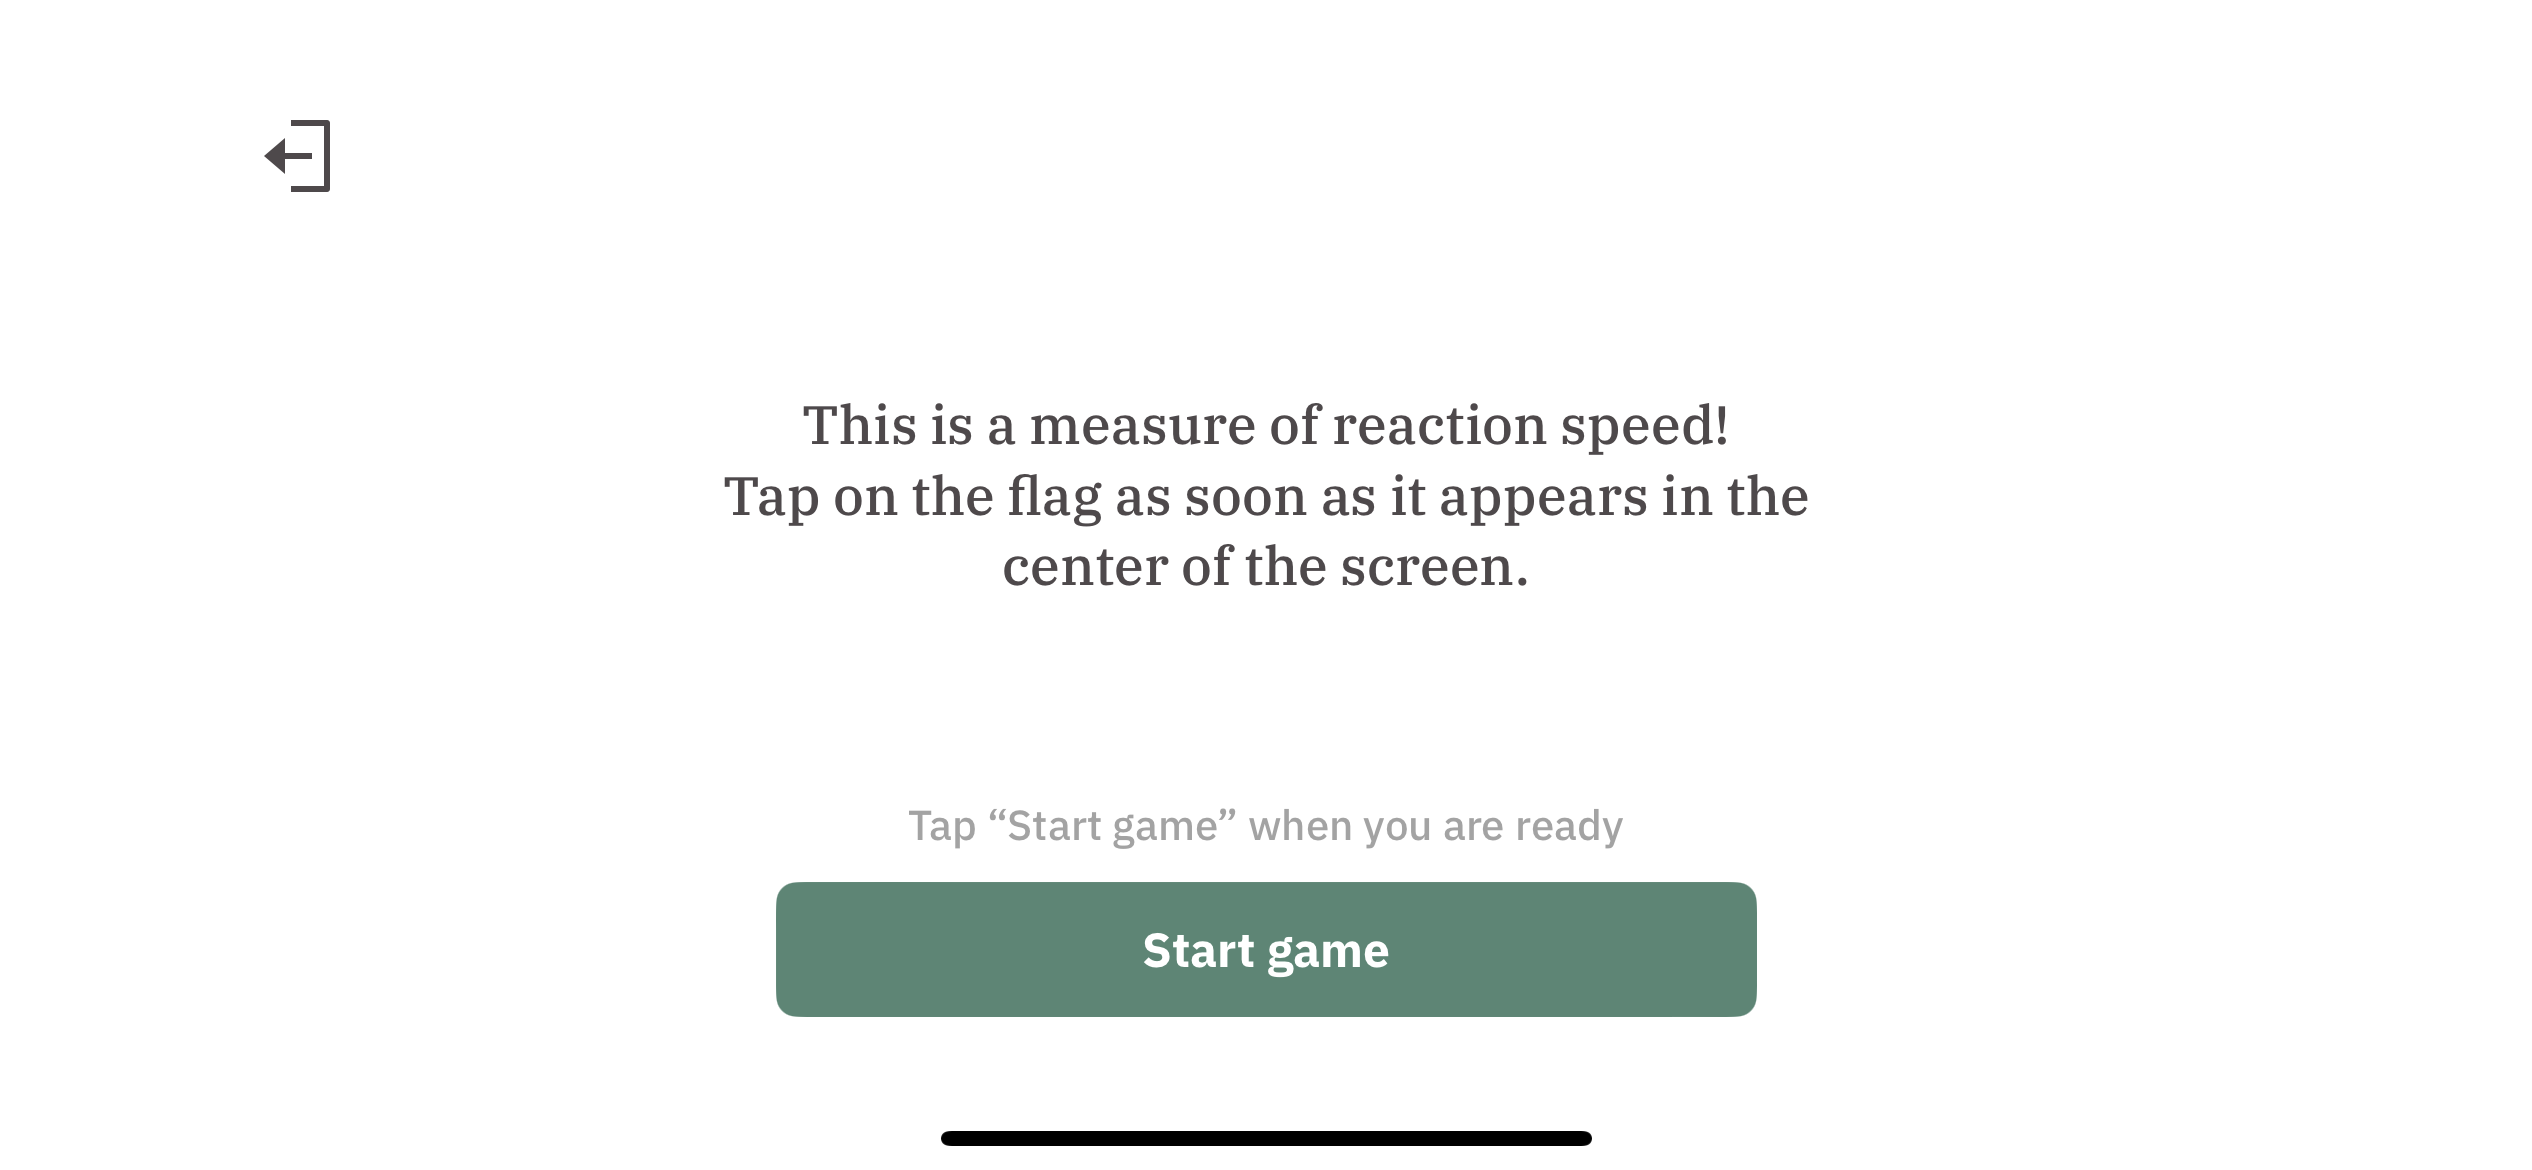 This is a measure of reaction speed!
Tap on the flag as soon as it appears in the
center of the screen.
Tap “Start game” when you are ready
Start game